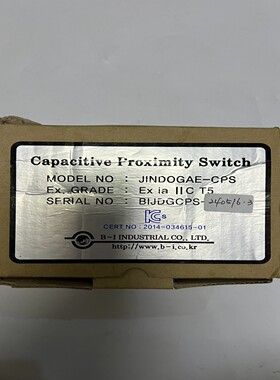 Capacitive Proximity Switch
MODEL NO : JINDOGAE-CPS
Ex. GRADE : Ex ia IIC T5
SERIAL NO : BIJDGCPS-240516-3
KCs
CERT NO : 2014-034615-01
B-I INDUSTRIAL CO., LTD.
http://www.b-i.co.kr